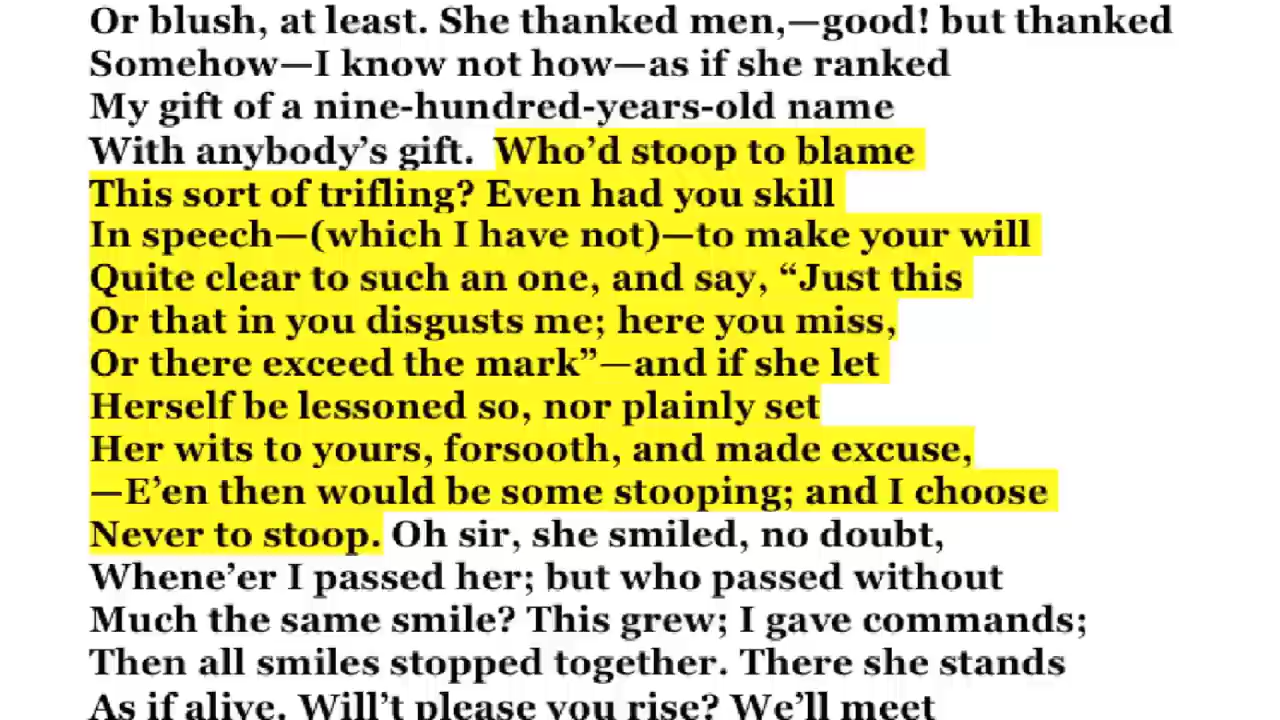 Or blush, at least. She thanked men,—good! but thanked
Somehow—I know not how—as if she ranked
My gift of a nine-hundred-years-old name
With anybody’s gift. Who’d stoop to blame
This sort of trifling? Even had you skill
In speech—(which I have not)—to make your will
Quite clear to such an one, and say, “Just this
Or that in you disgusts me; here you miss,
Or there exceed the mark”—and if she let
Herself be lessoned so, nor plainly set
Her wits to yours, forsooth, and made excuse,
—E’en then would be some stooping; and I choose
Never to stoop. Oh sir, she smiled, no doubt,
Whene’er I passed her; but who passed without
Much the same smile? This grew; I gave commands;
Then all smiles stopped together. There she stands
As if alive. Will’t please you rise? We’ll meet